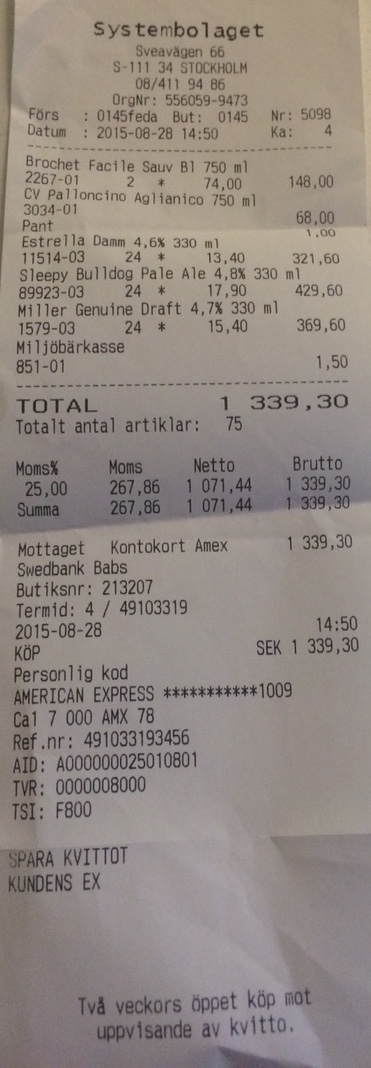 Systembolaget
Sveavägen 66
S-111 34 STOCKHOLM
08/411 94 86
OrgNr: 556059-9473
Förs : 0145feda But: 0145 Nr: 5098
Datum : 2015-08-28 14:50 Ka: 4
Brochet Facile Sauv Bl 750 ml
2267-01 2 * 74,00 148,00
CV Palloncino Aglianico 750 ml
3034-01 68,00
Pant 1,00
Estrella Damm 4,6% 330 ml
11514-03 24 * 13,40 321,60
Sleepy Bulldog Pale Ale 4,8% 330 ml
89923-03 24 * 17,90 429,60
Miller Genuine Draft 4,7% 330 ml
1579-03 24 * 15,40 369,60
Miljöbärkasse
851-01 1,50
TOTAL 1 339,30
Totalt antal artiklar: 75
Moms% Moms Netto Brutto
25,00 267,86 1 071,44 1 339,30
Summa 267,86 1 071,44 1 339,30
Mottaget Kontokort Amex 1 339,30
Swedbank Babs
Butiksnr: 213207
Termid: 4 / 49103319
2015-08-28 14:50
KÖP SEK 1 339,30
Personlig kod
AMERICAN EXPRESS ***********1009
Ca1 7 000 AMX 78
Ref.nr: 491033193456
AID: A000000025010801
TVR: 0000008000
TSI: F800
SPARA KVITTOT
KUNDENS EX
Två veckors öppet köp mot
uppvisande av kvitto.